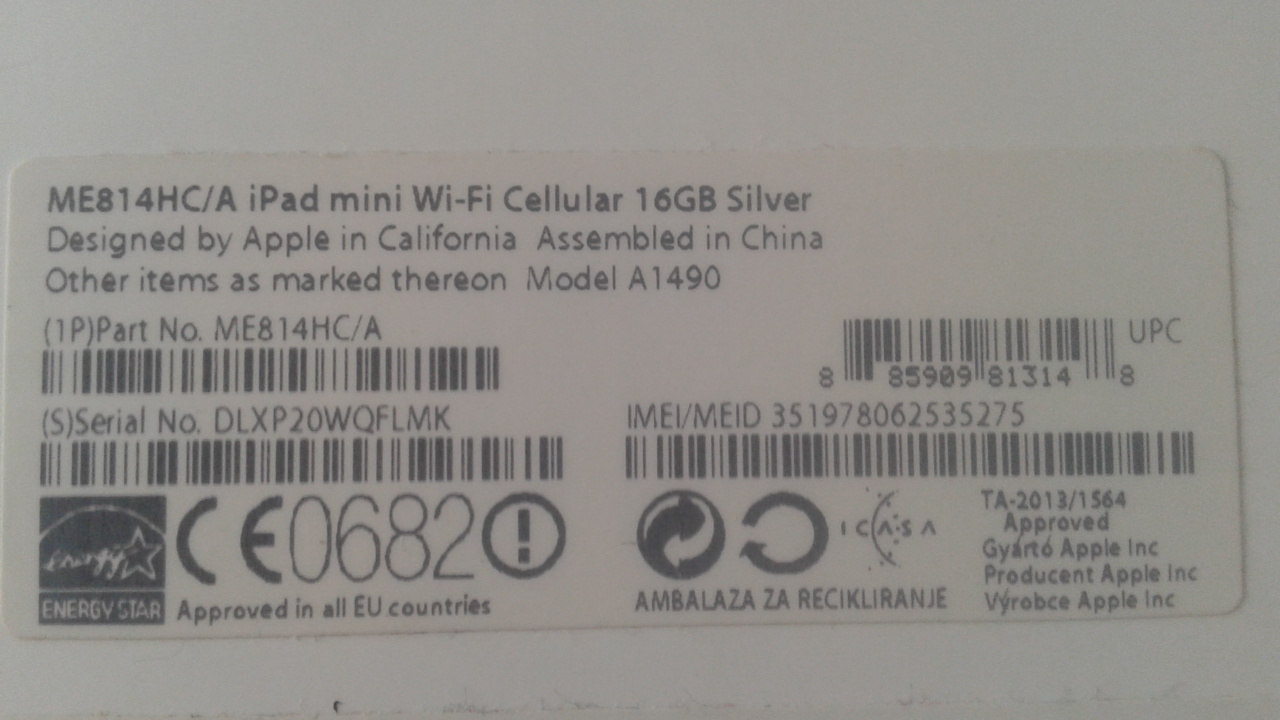 ME814HC/A iPad mini Wi-Fi Cellular 16GB Silver
Designed by Apple in California Assembled in China
Other items as marked thereon Model A1490
(1P)Part No. ME814HC/A
UPC
8 85909 81314 8
(S)Serial No. DLXP20WQFLMK
IMEI/MEID 351978062535275
energy
ENERGY STAR
CE0682
Approved in all EU countries
AMBALAZA ZA RECIKLIRANJE
ICASA
TA-2013/1564
Approved
Gyártó Apple Inc
Producent Apple Inc
Výrobce Apple Inc